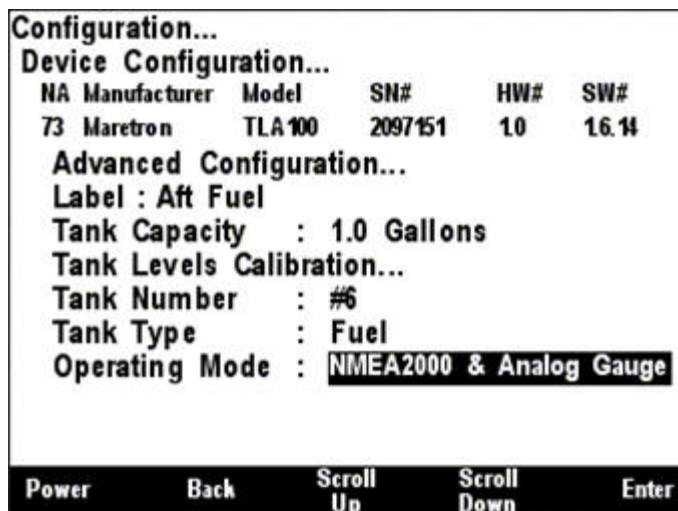 Configuration...
Device Configuration...
NA Manufacturer Model SN# HW# SW#
73 Maretron TLA100 2097151 1.0 1.6.14
Advanced Configuration...
Label : Aft Fuel
Tank Capacity : 1.0 Gallons
Tank Levels Calibration...
Tank Number : #6
Tank Type : Fuel
Operating Mode : NMEA2000 & Analog Gauge
Power Back Scroll Up Scroll Down Enter